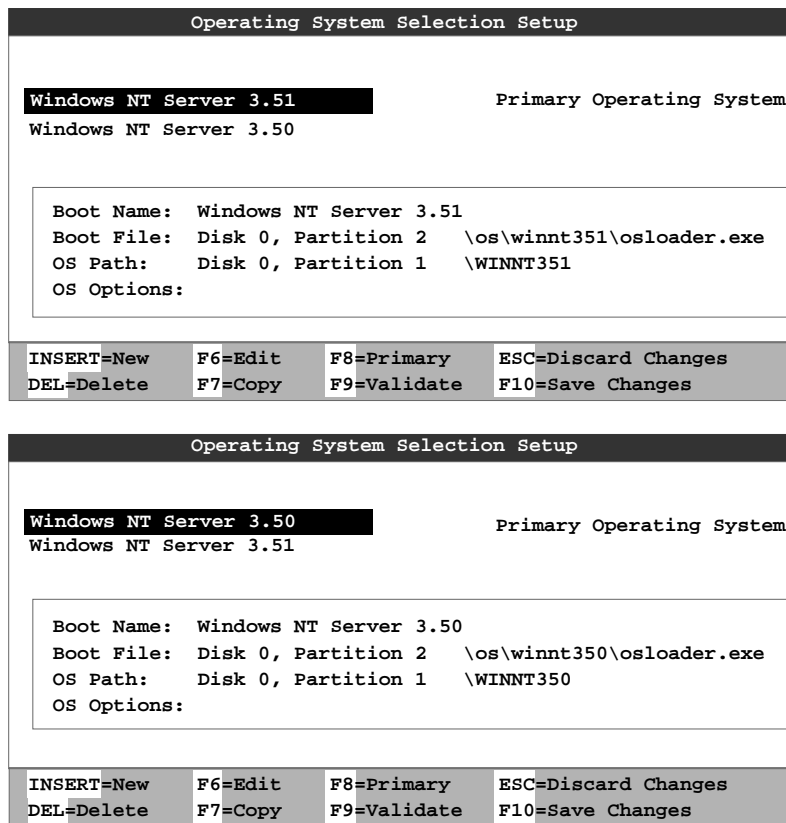 Operating System Selection Setup
Windows NT Server 3.51 Primary Operating System
Windows NT Server 3.50
Boot Name: Windows NT Server 3.51
Boot File: Disk 0, Partition 2 \os\winnt351\osloader.exe
OS Path: Disk 0, Partition 1 \WINNT351
OS Options:
INSERT=New F6=Edit F8=Primary ESC=Discard Changes
DEL=Delete F7=Copy F9=Validate F10=Save Changes
Operating System Selection Setup
Windows NT Server 3.50 Primary Operating System
Windows NT Server 3.51
Boot Name: Windows NT Server 3.50
Boot File: Disk 0, Partition 2 \os\winnt350\osloader.exe
OS Path: Disk 0, Partition 1 \WINNT350
OS Options:
INSERT=New F6=Edit F8=Primary ESC=Discard Changes
DEL=Delete F7=Copy F9=Validate F10=Save Changes